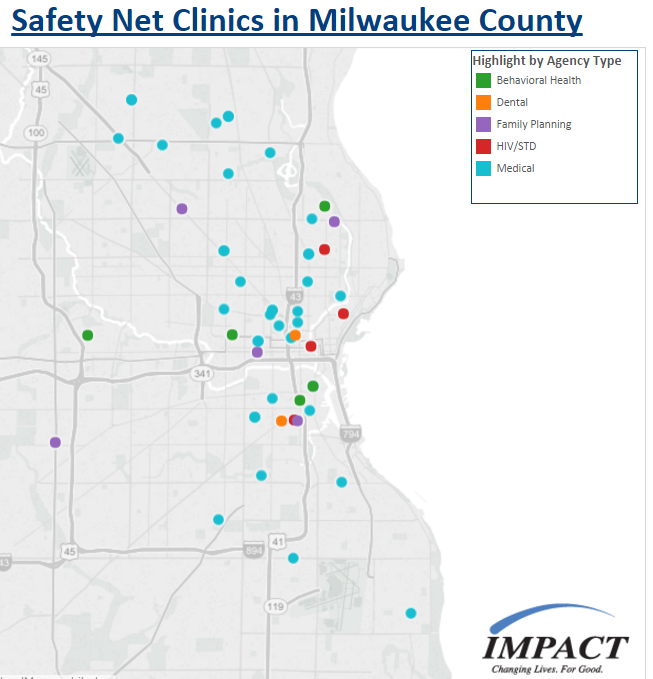 Safety Net Clinics in Milwaukee County
Highlight by Agency Type
Behavioral Health
Dental
Family Planning
HIV/STD
Medical
145
45
100
43
341
794
45
894
41
43
119
IMPACT
Changing Lives. For Good.